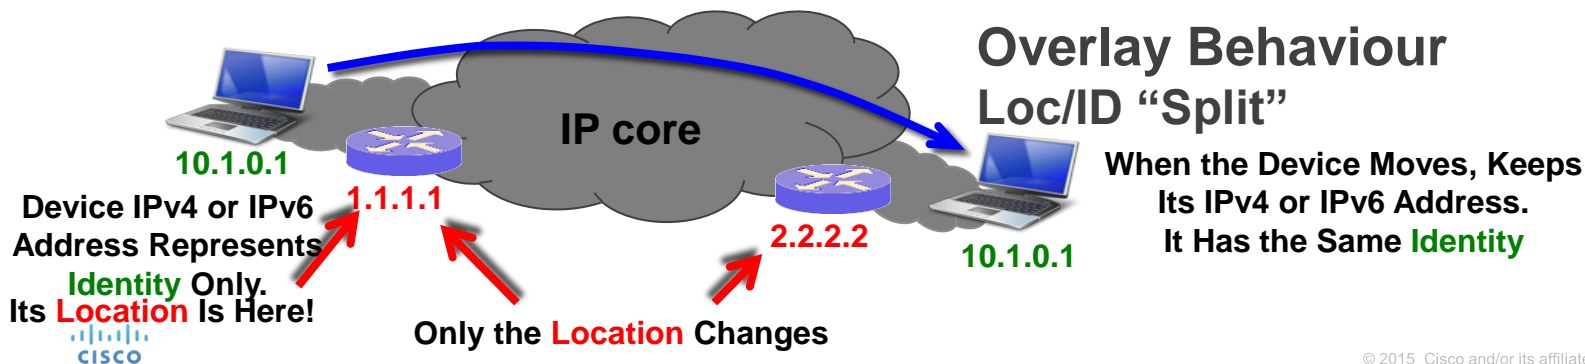 Overlay Behaviour
Loc/ID “Split”
IP core
10.1.0.1
1.1.1.1
Device IPv4 or IPv6
Address Represents
Identity Only.
Its Location Is Here!
2.2.2.2
10.1.0.1
When the Device Moves, Keeps
Its IPv4 or IPv6 Address.
It Has the Same Identity
Only the Location Changes
CISCO
© 2015 Cisco and/or its affiliate